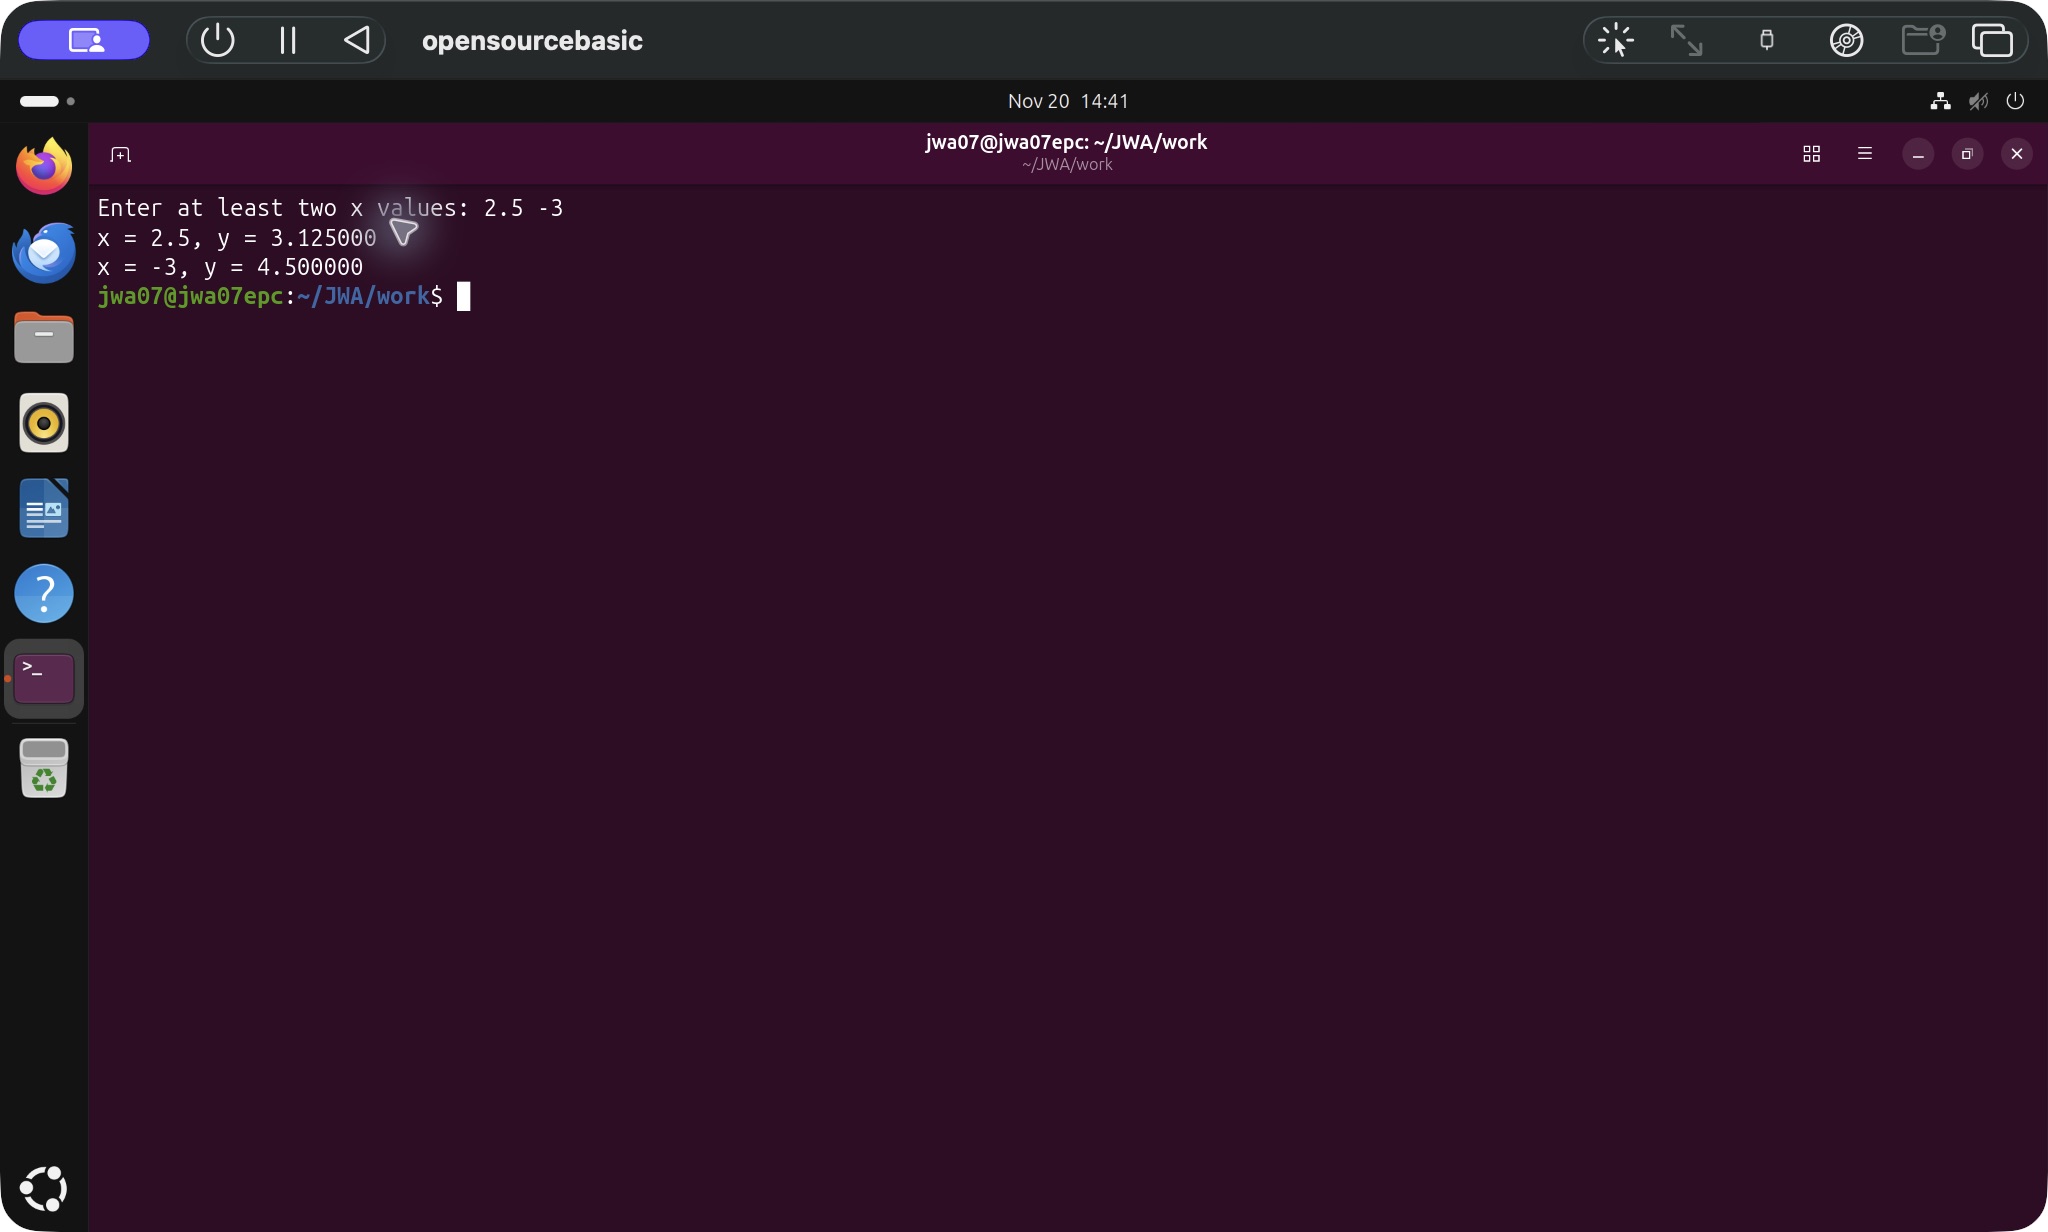 opensourcebasic
Nov 20 14:41
jwa07@jwa07epc: ~/JWA/work
~/JWA/work
Enter at least two x values: 2.5 -3
x = 2.5, y = 3.125000
x = -3, y = 4.500000
jwa07@jwa07epc:~/JWA/work$